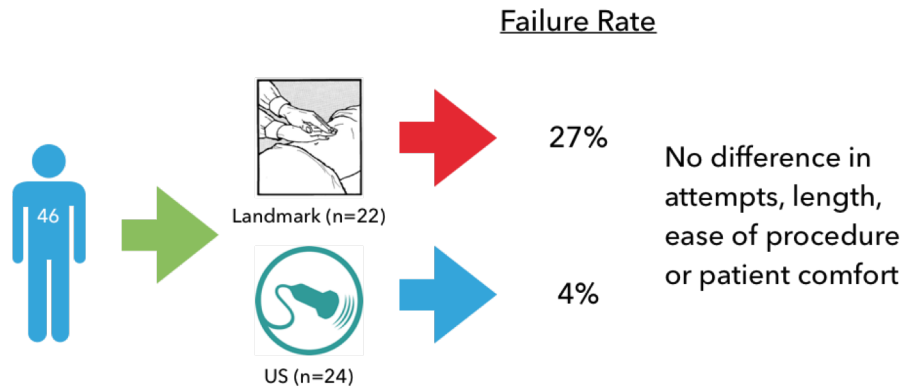 Failure Rate
46
Landmark (n=22)
27%
US (n=24)
4%
No difference in
attempts, length,
ease of procedure
or patient comfort